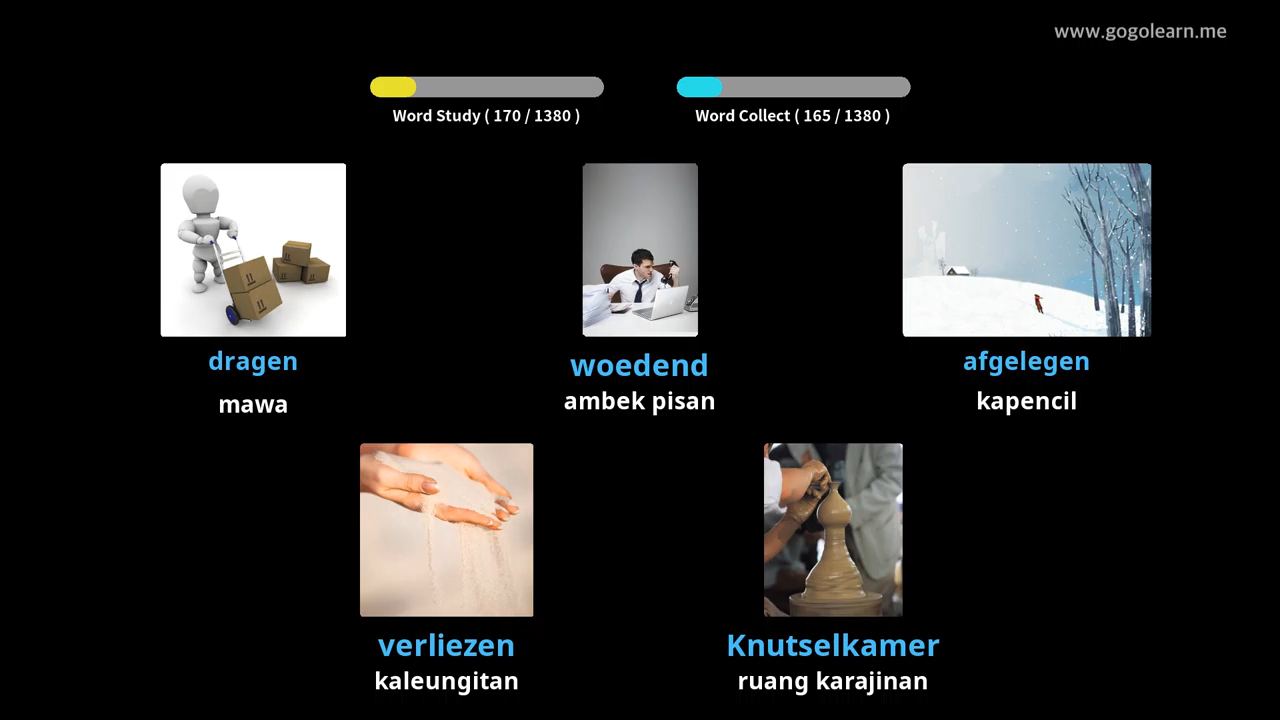 www.gogolearn.me
Word Study ( 170 / 1380 )
Word Collect ( 165 / 1380 )
dragen
mawa
woedend
ambek pisan
afgelegen
kapencil
verliezen
kaleungitan
Knutselkamer
ruang karajinan